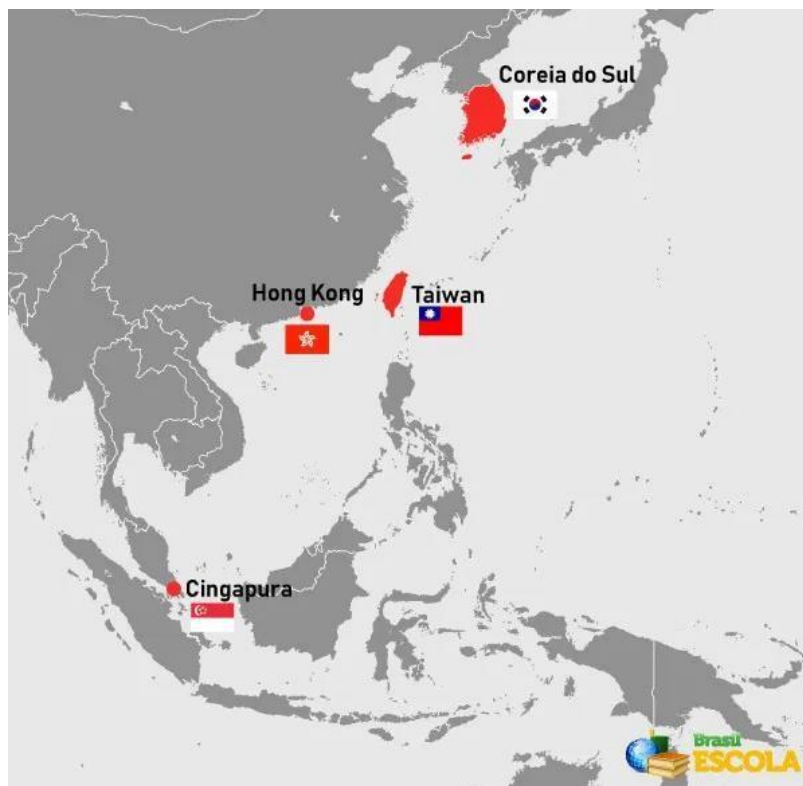 Coreia do Sul
Hong Kong
Taiwan
Cingapura
Brasil
ESCOLA